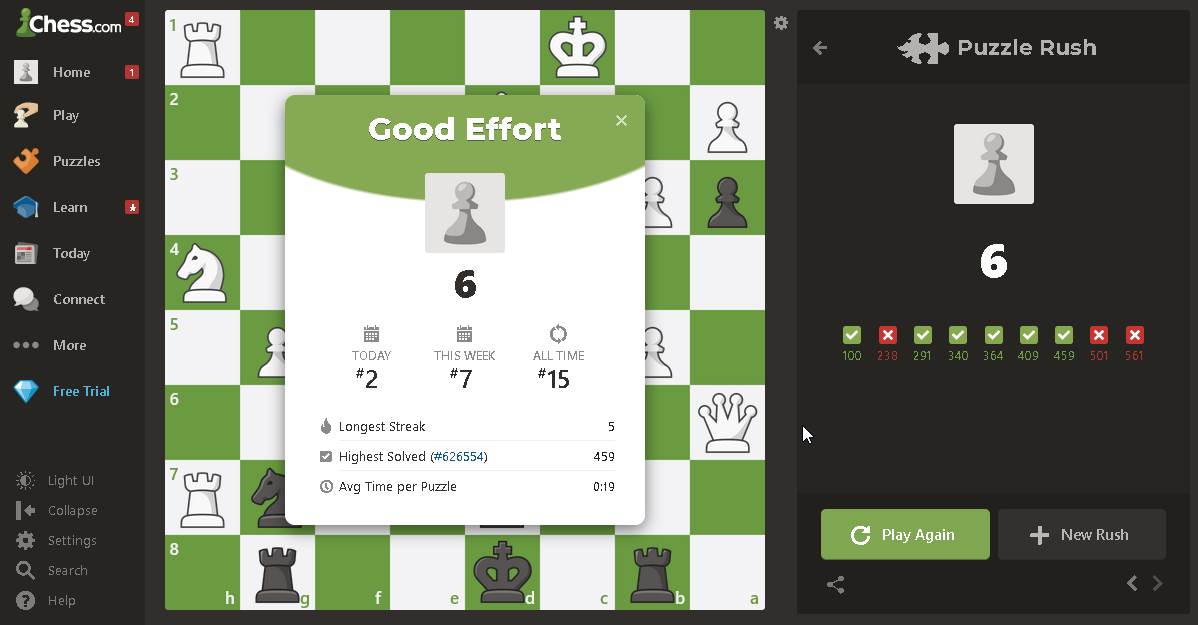 Chess.com
4
Home
1
Play
Puzzles
Learn
Today
Connect
More
Free Trial
Light UI
Collapse
Settings
Search
Help
1
2
3
4
5
6
7
8
h
g
f
e
d
c
b
a
Good Effort
×
6
TODAY
#2
THIS WEEK
#7
ALL TIME
#15
Longest Streak 5
Highest Solved (#626554) 459
Avg Time per Puzzle 0:19
Puzzle Rush
6
100 238 291 340 364 409 459 501 561
Play Again
New Rush